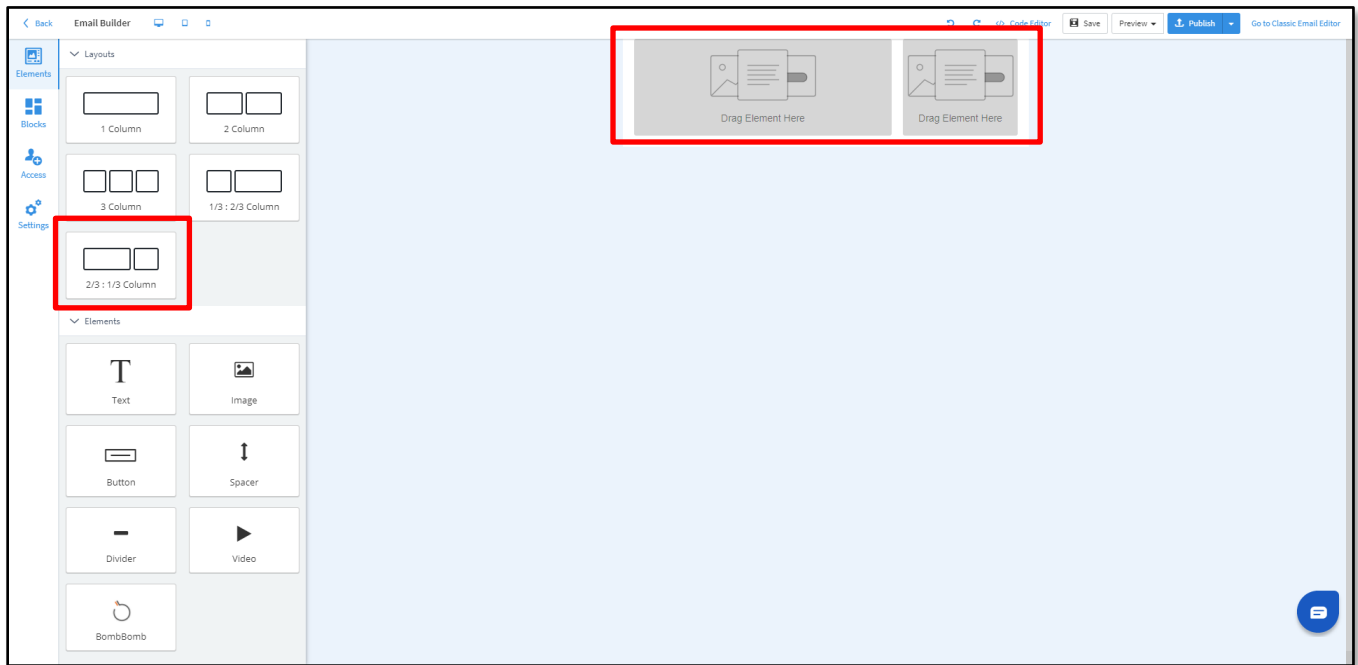 Back Email Builder </> Code Editor Save Preview Publish Go to Classic Email Editor
Elements
Blocks
Access
Settings
Layouts
1 Column 2 Column
3 Column 1/3 : 2/3 Column
2/3 : 1/3 Column
Elements
T
Text Image
Button Spacer
Divider Video
BombBomb
Drag Element Here Drag Element Here